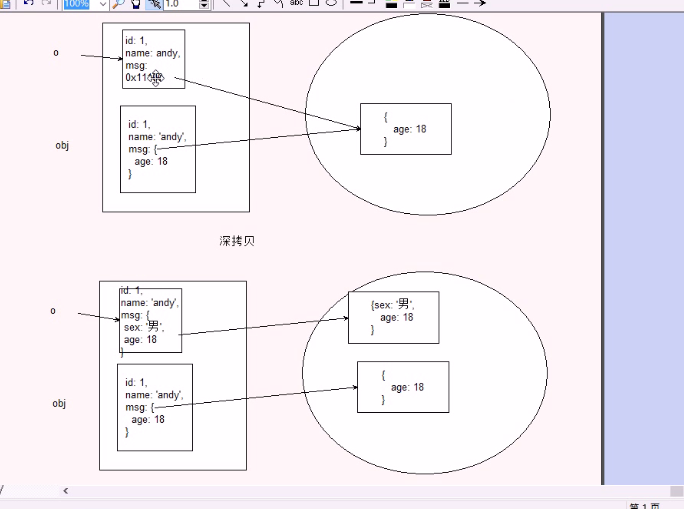 100%
1.0
abc
o
id: 1,
name: andy,
msg:
{
age: 18
}
obj
id: 1,
name: 'andy',
msg: {
age: 18
}
深拷贝
o
id: 1,
name: 'andy',
msg: {
sex: '男',
age: 18
}
{sex: '男',
age: 18
}
obj
id: 1,
name: 'andy',
msg: {
age: 18
}
{
age: 18
}
第 1 页